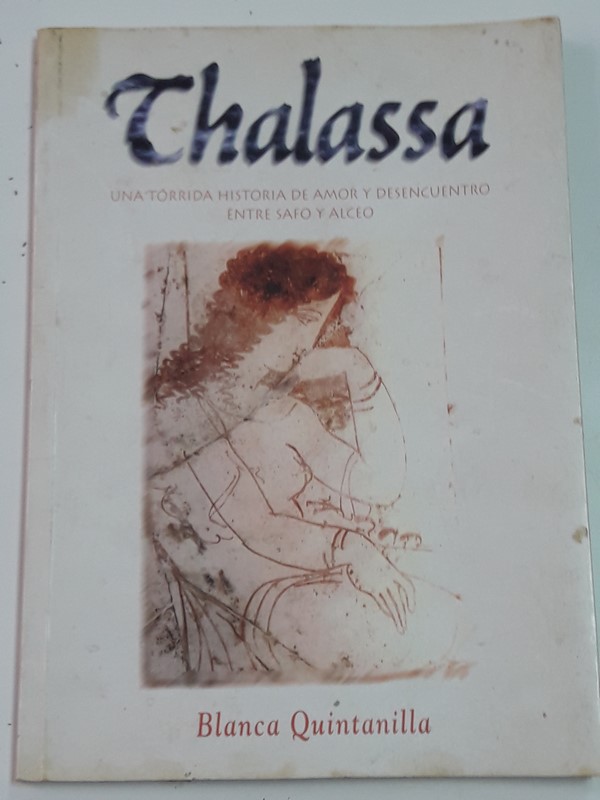 Thalassa
UNA TÓRRIDA HISTORIA DE AMOR Y DESENCUENTRO
ENTRE SAFO Y ALCEO
Blanca Quintanilla